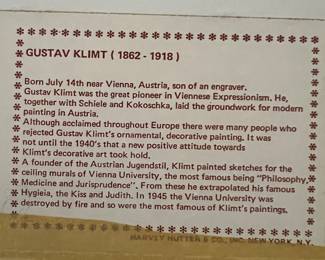 GUSTAV KLIMT ( 1862 - 1918 )
Born July 14th near Vienna, Austria, son of an engraver.
Gustav Klimt was the great pioneer in Viennese Expressionism. He,
together with Schiele and Kokoschka, laid the groundwork for modern
painting in Austria.
Although acclaimed throughout Europe there were many people who
rejected Gustav Klimt's ornamental, decorative painting. It was
not until the 1940's that a new positive attitude towards
Klimt's decorative art took hold.
A founder of the Austrian Jugendstil, Klimt painted sketches for the
ceiling murals of Vienna University, the most famous being "Philosophy,
Medicine and Jurisprudence". From these he extrapolated his famous
Hygieia, the Kiss and Judith. In 1945 the Vienna University was
destroyed by fire and so were the most famous of Klimt's paintings.
HARVEY HUTTER & CO., INC. NEW YORK, N.Y.